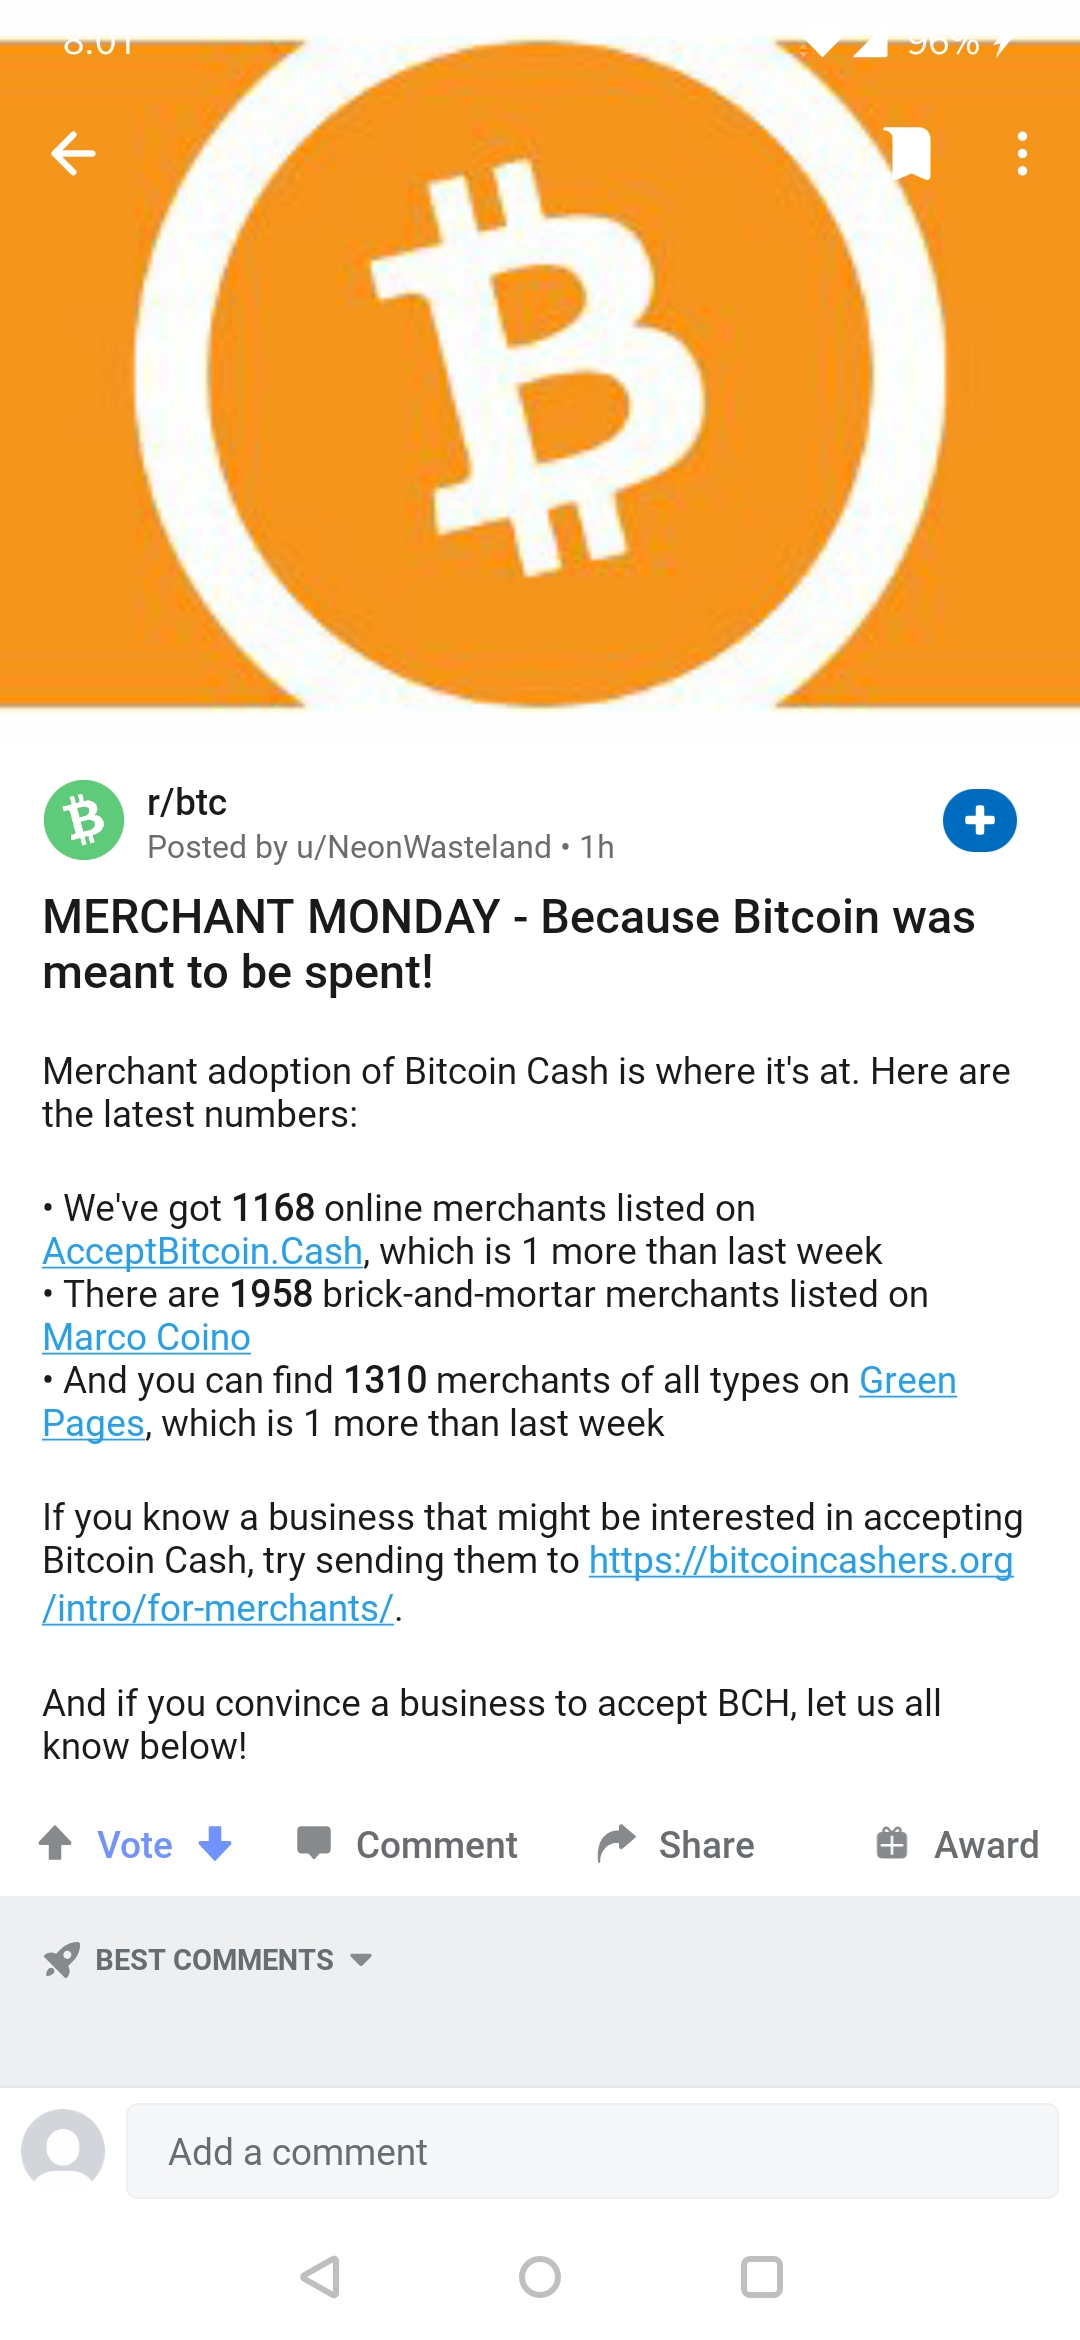 8:01 96%
r/btc
Posted by u/NeonWasteland • 1h
MERCHANT MONDAY - Because Bitcoin was
meant to be spent!
Merchant adoption of Bitcoin Cash is where it's at. Here are
the latest numbers:
• We've got 1168 online merchants listed on
AcceptBitcoin.Cash, which is 1 more than last week
• There are 1958 brick-and-mortar merchants listed on
Marco Coino
• And you can find 1310 merchants of all types on Green
Pages, which is 1 more than last week
If you know a business that might be interested in accepting
Bitcoin Cash, try sending them to https://bitcoincashers.org
/intro/for-merchants/.
And if you convince a business to accept BCH, let us all
know below!
Vote Comment Share Award
BEST COMMENTS
Add a comment